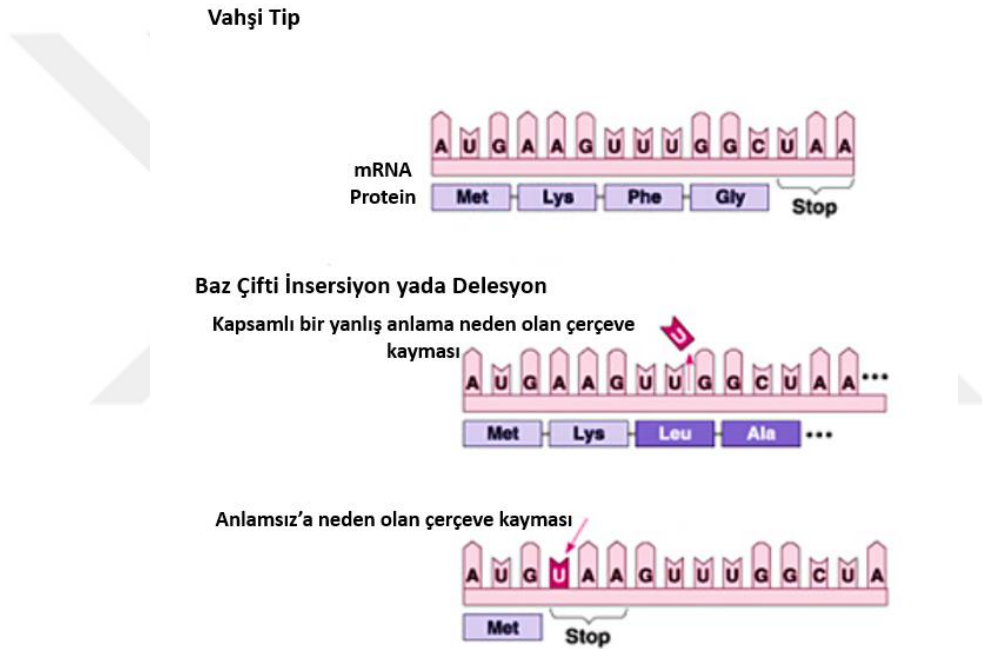 Vahşi Tip
A U G A A G U U U G G C U A A
mRNA
Protein Met Lys Phe Gly Stop
Baz Çifti İnsersiyon yada Delesyon
Kapsamlı bir yanlış anlama neden olan çerçeve
kayması
U
A U G A A G U U G G C U A A •••
Met Lys Leu Ala •••
Anlamsız’a neden olan çerçeve kayması
A U G U A A G U U U G G C U A
Met Stop